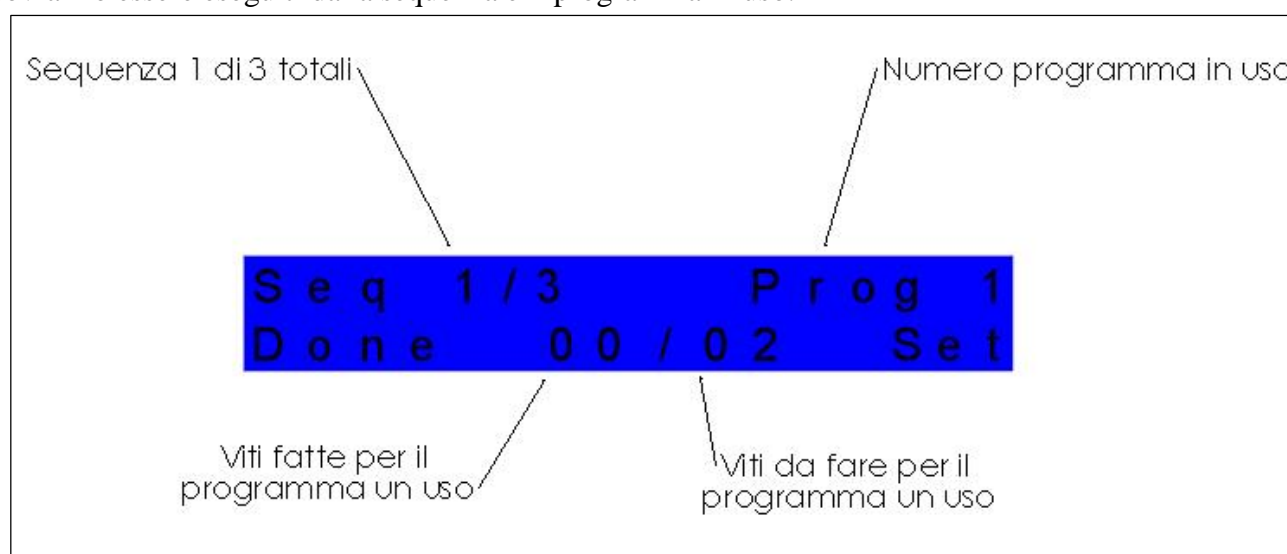 Sequenza 1 di 3 totali
Numero programma in uso
Seq 1/3 Prog 1
Done 00/02 Set
Viti fatte per il
programma un uso
Viti da fare per il
programma un uso